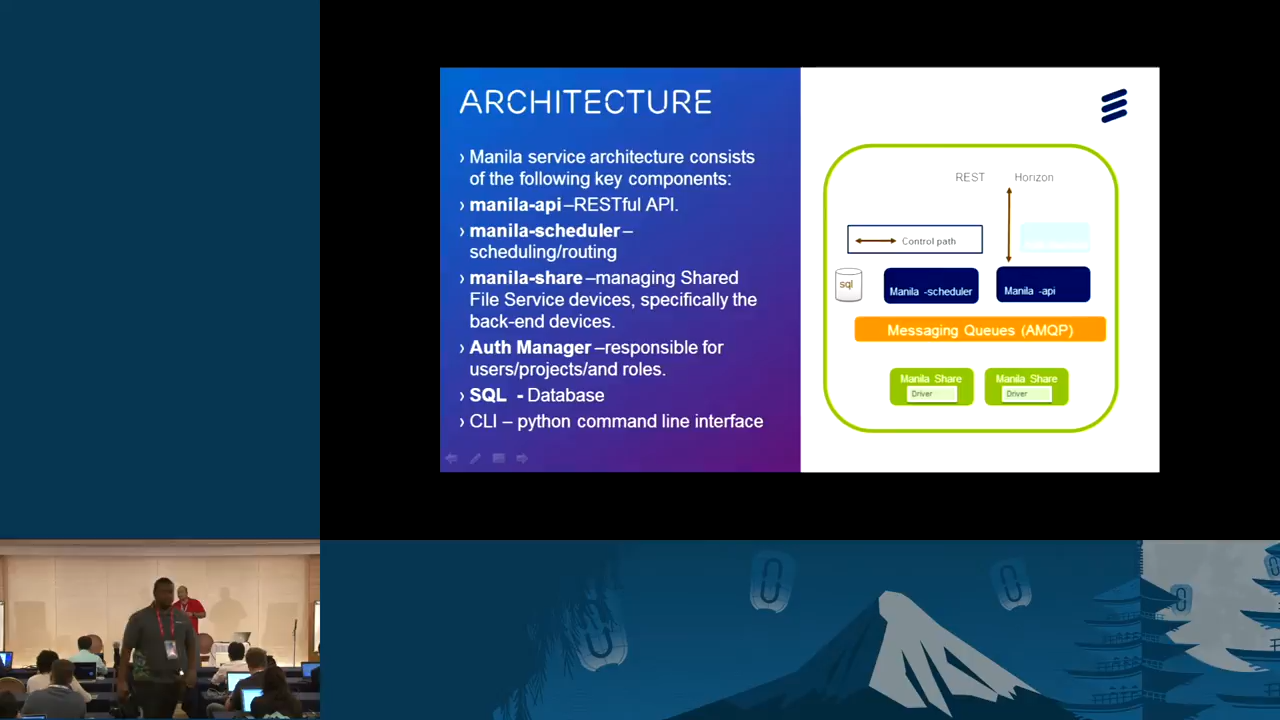 ARCHITECTURE
› Manila service architecture consists
of the following key components:
› manila-api –RESTful API.
› manila-scheduler –
scheduling/routing
› manila-share –managing Shared
File Service devices, specifically the
back-end devices.
› Auth Manager –responsible for
users/projects/and roles.
› SQL - Database
› CLI – python command line interface
REST Horizon
Control path
sql
Manila -scheduler
Manila -api
Messaging Queues (AMQP)
Manila Share
Driver
Manila Share
Driver